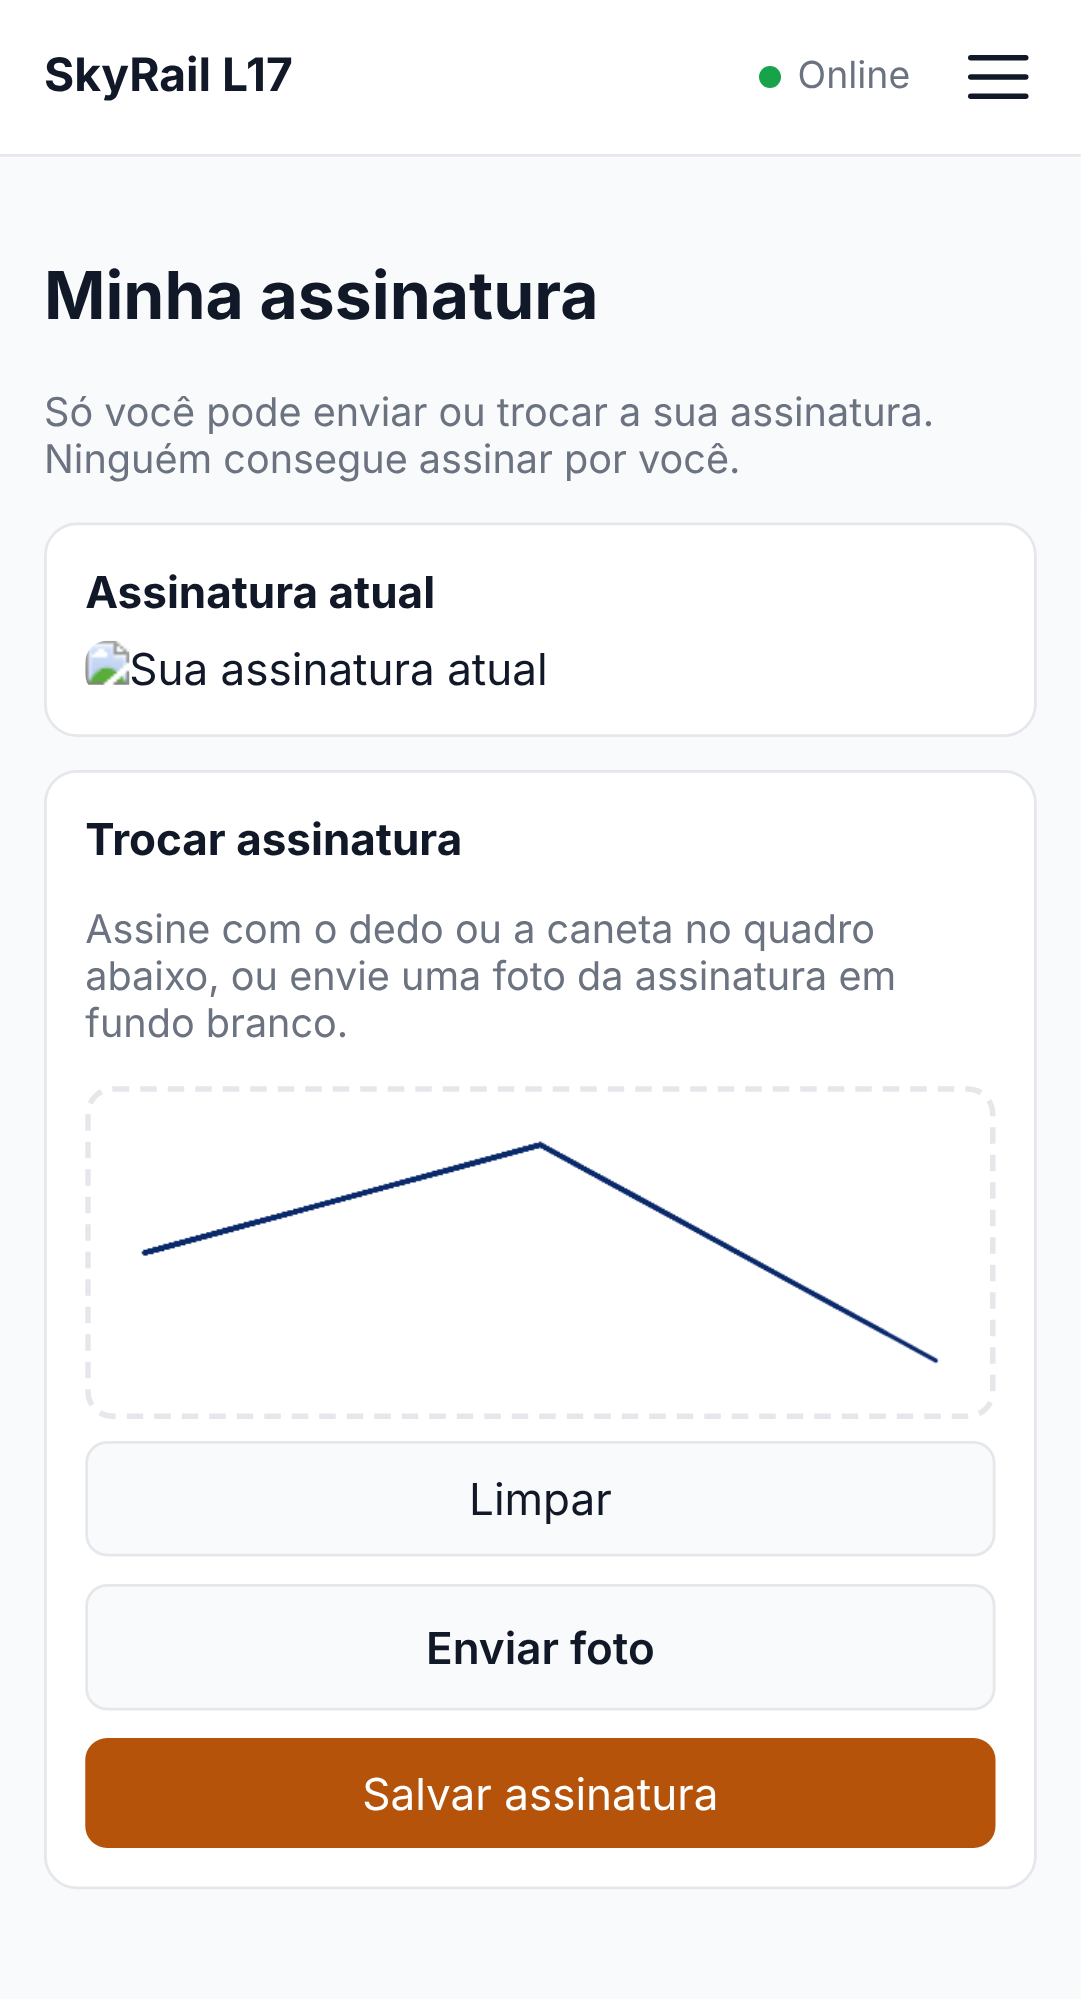 SkyRail L17
Online
Minha assinatura
Só você pode enviar ou trocar a sua assinatura.
Ninguém consegue assinar por você.
Assinatura atual
Sua assinatura atual
Trocar assinatura
Assine com o dedo ou a caneta no quadro
abaixo, ou envie uma foto da assinatura em
fundo branco.
Limpar
Enviar foto
Salvar assinatura